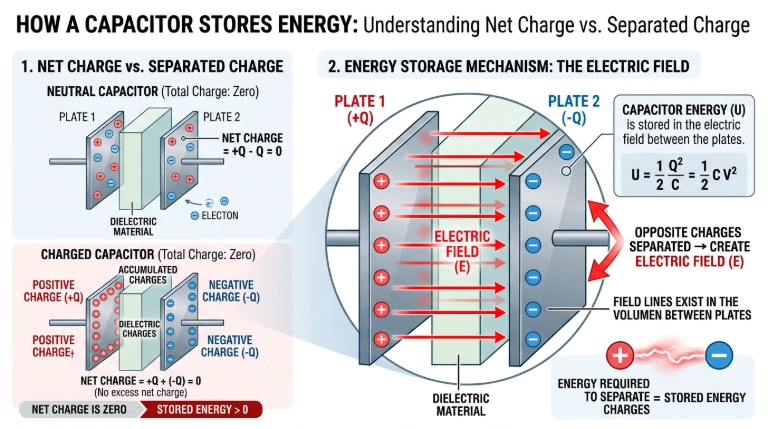 HOW A CAPACITOR STORES ENERGY: Understanding Net Charge vs. Separated Charge
1. NET CHARGE vs. SEPARATED CHARGE
NEUTRAL CAPACITOR (Total Charge: Zero)
PLATE 1
PLATE 2
NET CHARGE
= +Q - Q = 0
DIELECTRIC
MATERIAL
ELECTON
CHARGED CAPACITOR (Total Charge: Zero)
ACCUMULATED
CHARGES
POSITIVE
CHARGE (+Q)
NEGATIVE
CHARGE (-Q)
DIELECTRIC
CHARGES
POSITIVE
CHARGE‡
NEGATIVE
CHARGE (-Q)
NET CHARGE = +Q + (-Q) = 0
(No excess net charge)
NET CHARGE IS ZERO
STORED ENERGY > 0
2. ENERGY STORAGE MECHANISM: THE ELECTRIC FIELD
PLATE 1
(+Q)
PLATE 2
(-Q)
ELECTRIC
FIELD
(E)
DIELECTRIC
MATERIAL
CAPACITOR ENERGY (U)
is stored in the electric
field between the plates.
U = 1/2 Q²/C = 1/2 C V²
OPPOSITE CHARGES
SEPARATED → CREATE
ELECTRIC FIELD (E)
FIELD LINES EXIST IN THE
VOLUMEN BETWEEN PLATES
ENERGY REQUIRED
TO SEPARATE
CHARGES
= STORED ENERGY